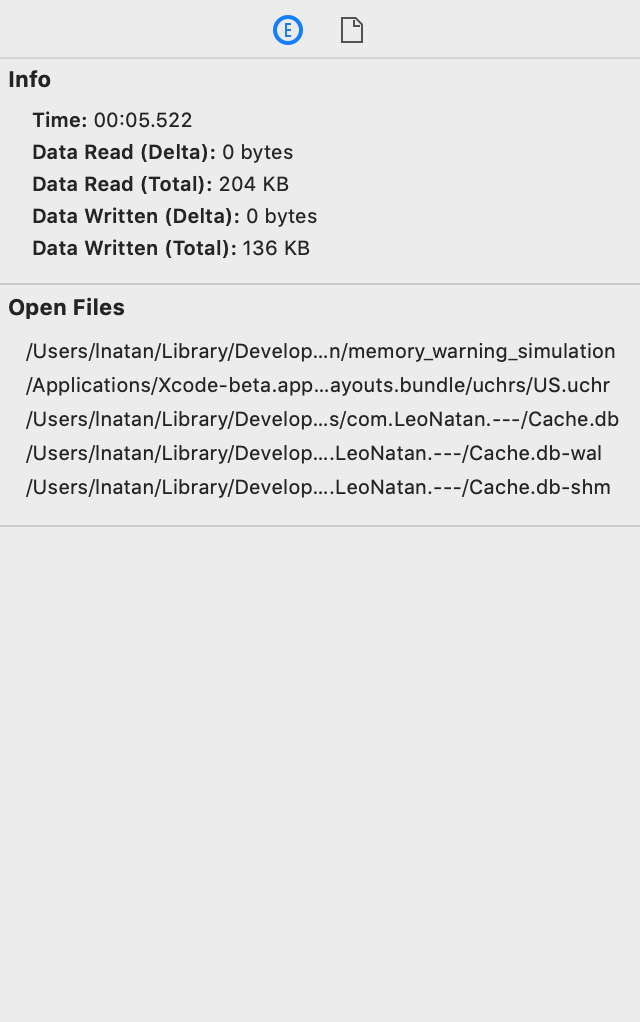 E
Info
Time: 00:05.522
Data Read (Delta): 0 bytes
Data Read (Total): 204 KB
Data Written (Delta): 0 bytes
Data Written (Total): 136 KB
Open Files
/Users/lnatan/Library/Develop...n/memory_warning_simulation
/Applications/Xcode-beta.app...ayouts.bundle/uchrs/US.uchr
/Users/lnatan/Library/Develop...s/com.LeoNatan.---/Cache.db
/Users/lnatan/Library/Develop....LeoNatan.---/Cache.db-wal
/Users/lnatan/Library/Develop....LeoNatan.---/Cache.db-shm